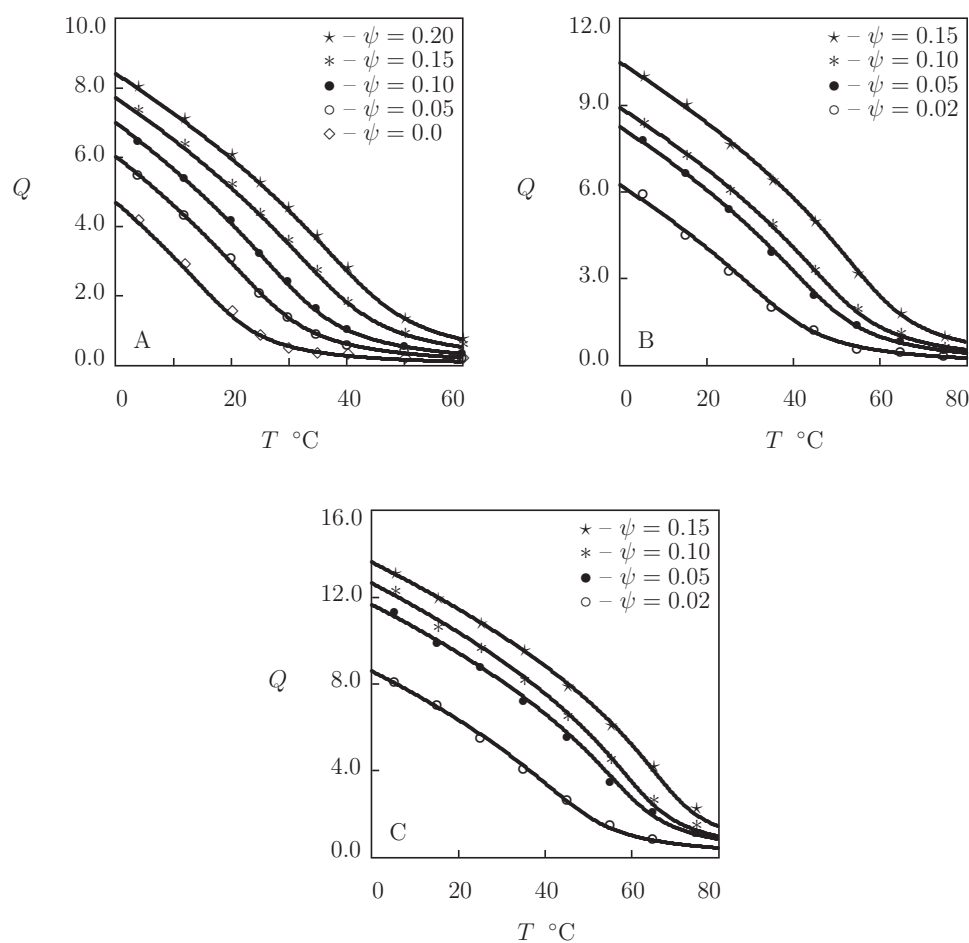 10.0
8.0
6.0
4.0
2.0
0.0
Q
★ – ψ = 0.20
∗ – ψ = 0.15
● – ψ = 0.10
○ – ψ = 0.05
◇ – ψ = 0.0
A
0 20 40 60
T °C
12.0
9.0
6.0
3.0
0.0
Q
★ – ψ = 0.15
∗ – ψ = 0.10
● – ψ = 0.05
○ – ψ = 0.02
B
0 20 40 60 80
T °C
16.0
12.0
8.0
4.0
0.0
Q
★ – ψ = 0.15
∗ – ψ = 0.10
● – ψ = 0.05
○ – ψ = 0.02
C
0 20 40 60 80
T °C